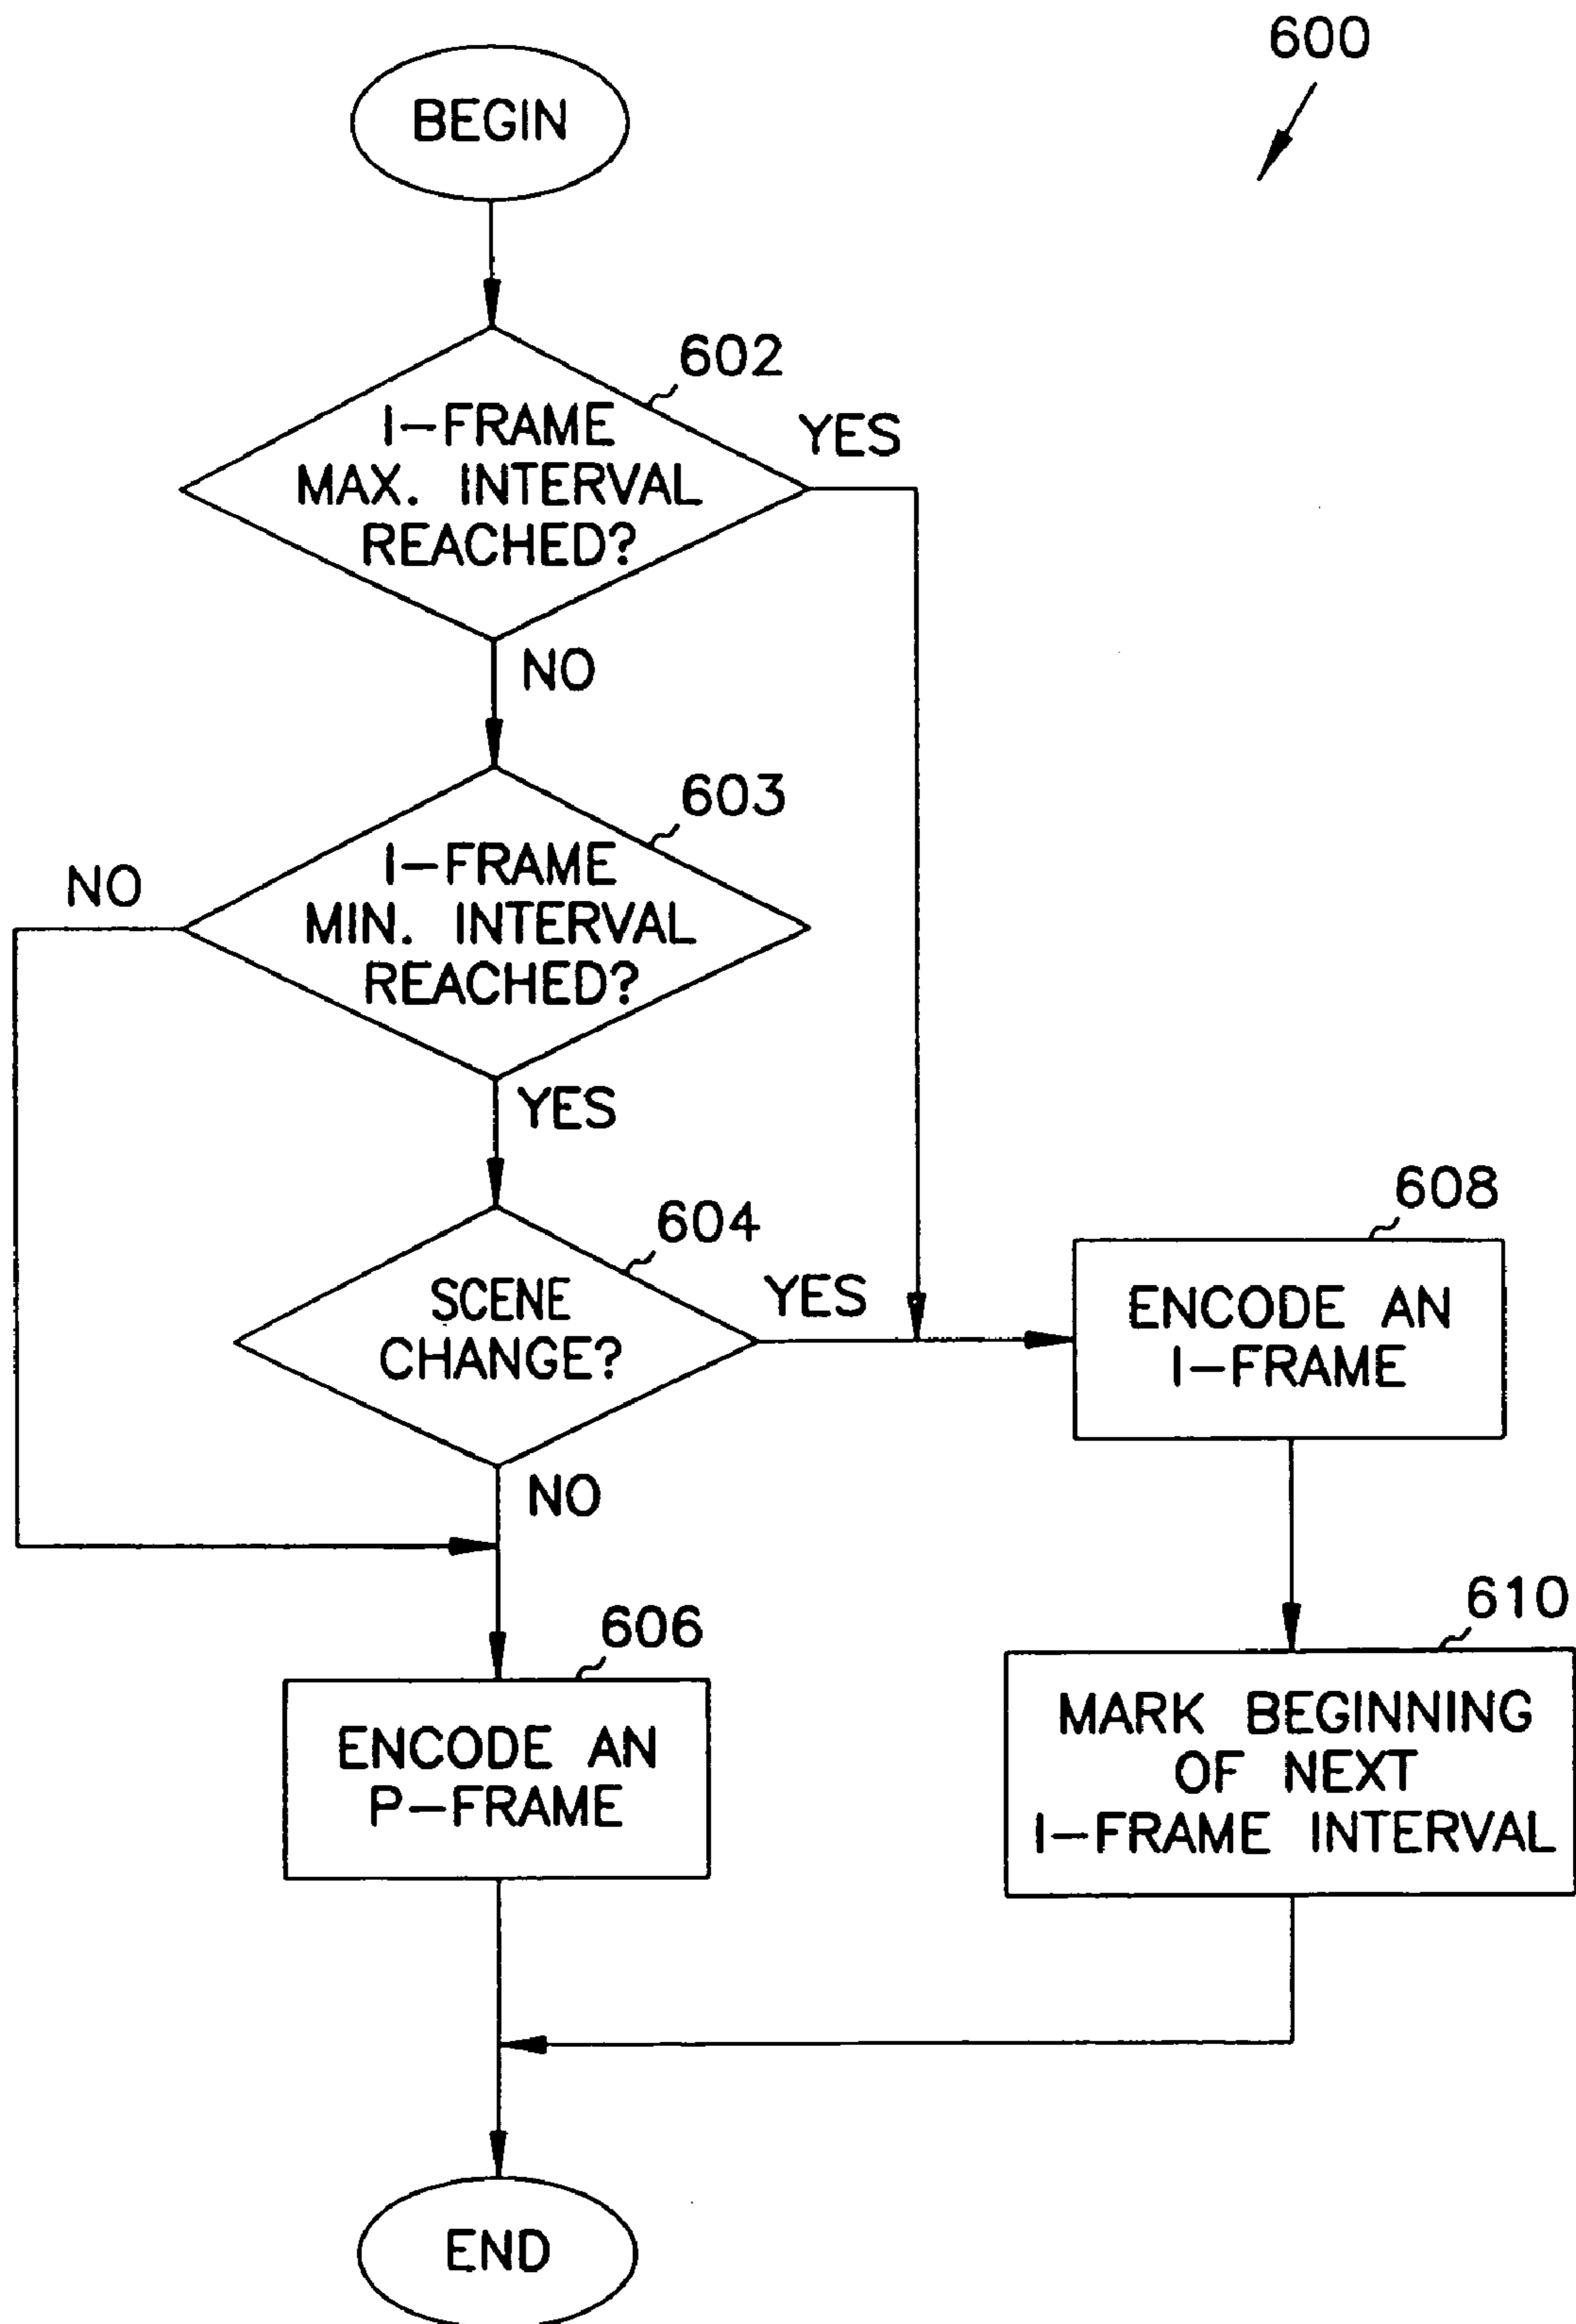 600
BEGIN
602
I-FRAME
MAX. INTERVAL
REACHED?
YES
NO
603
I-FRAME
MIN. INTERVAL
REACHED?
NO
YES
604
SCENE
CHANGE?
YES
NO
608
ENCODE AN
I-FRAME
606
ENCODE AN
P-FRAME
610
MARK BEGINNING
OF NEXT
I-FRAME INTERVAL
END